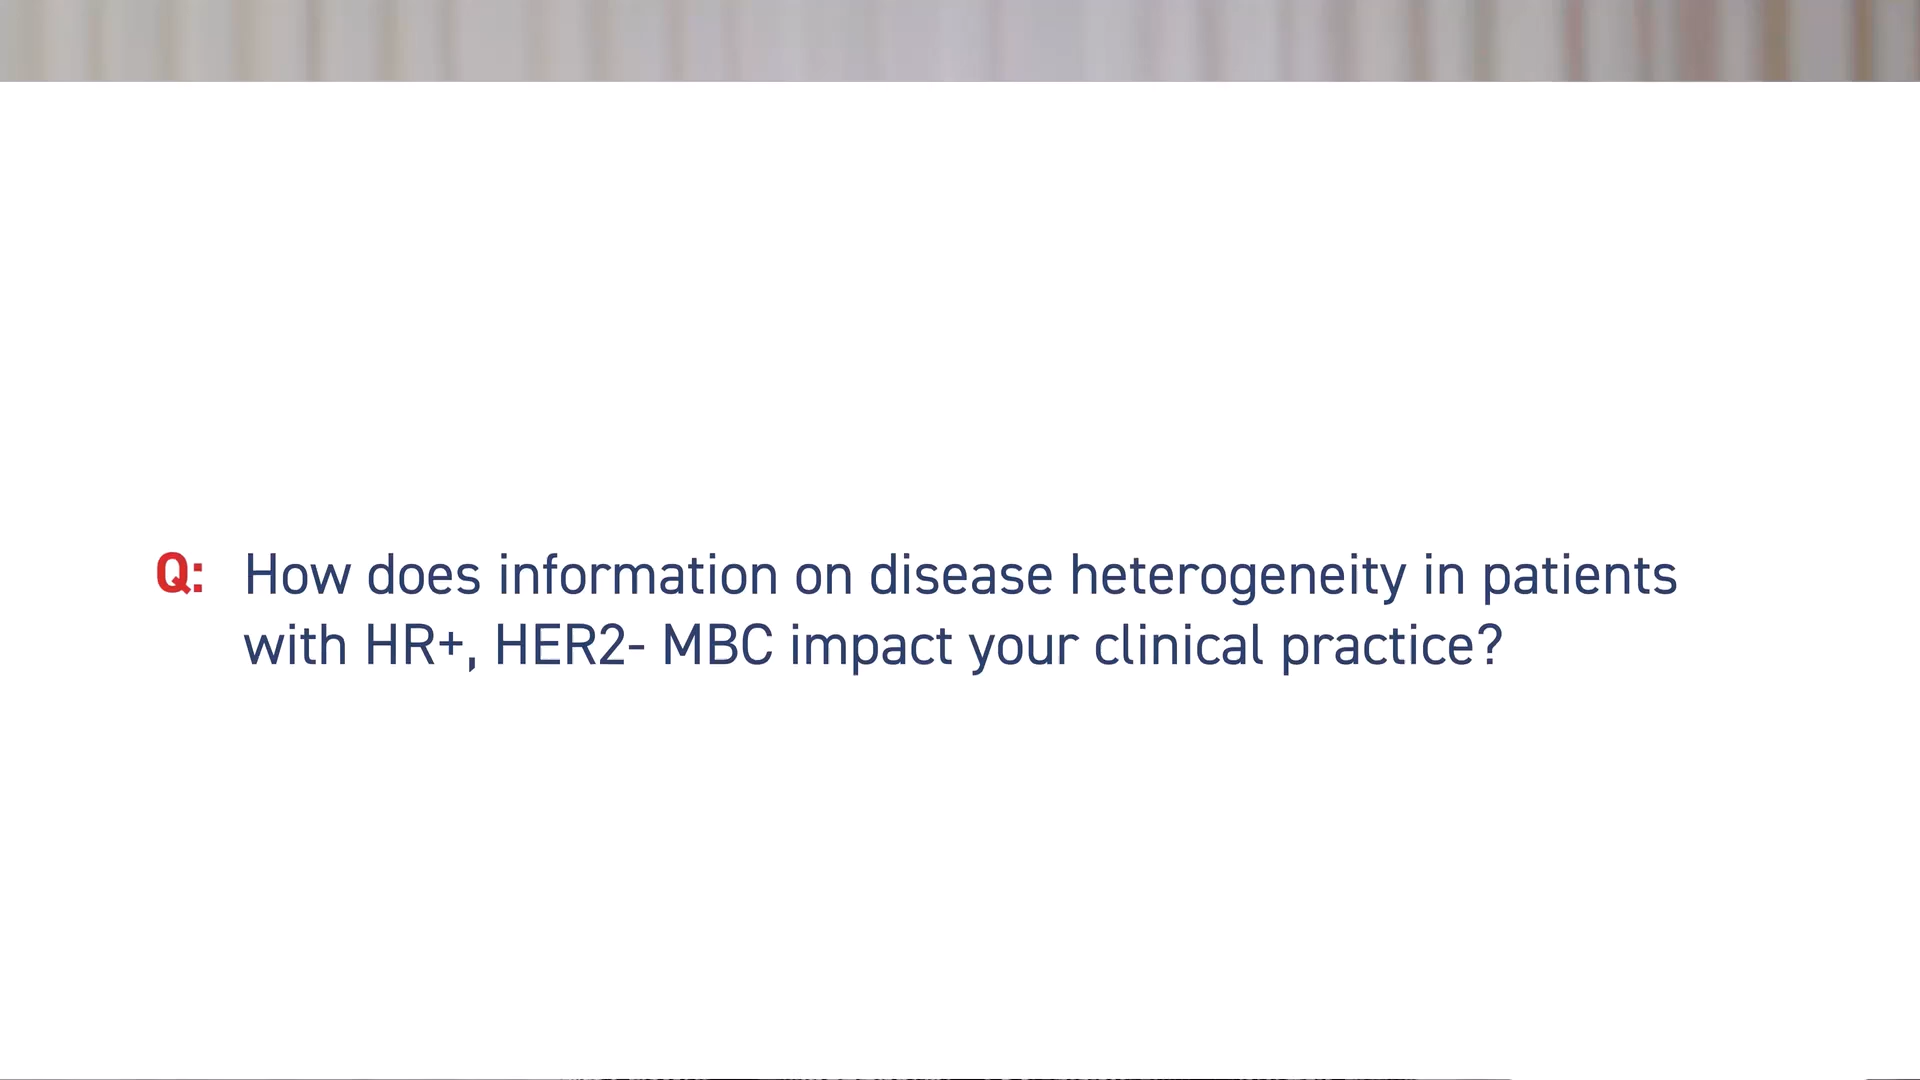 Q: How does information on disease heterogeneity in patients
with HR+, HER2- MBC impact your clinical practice?